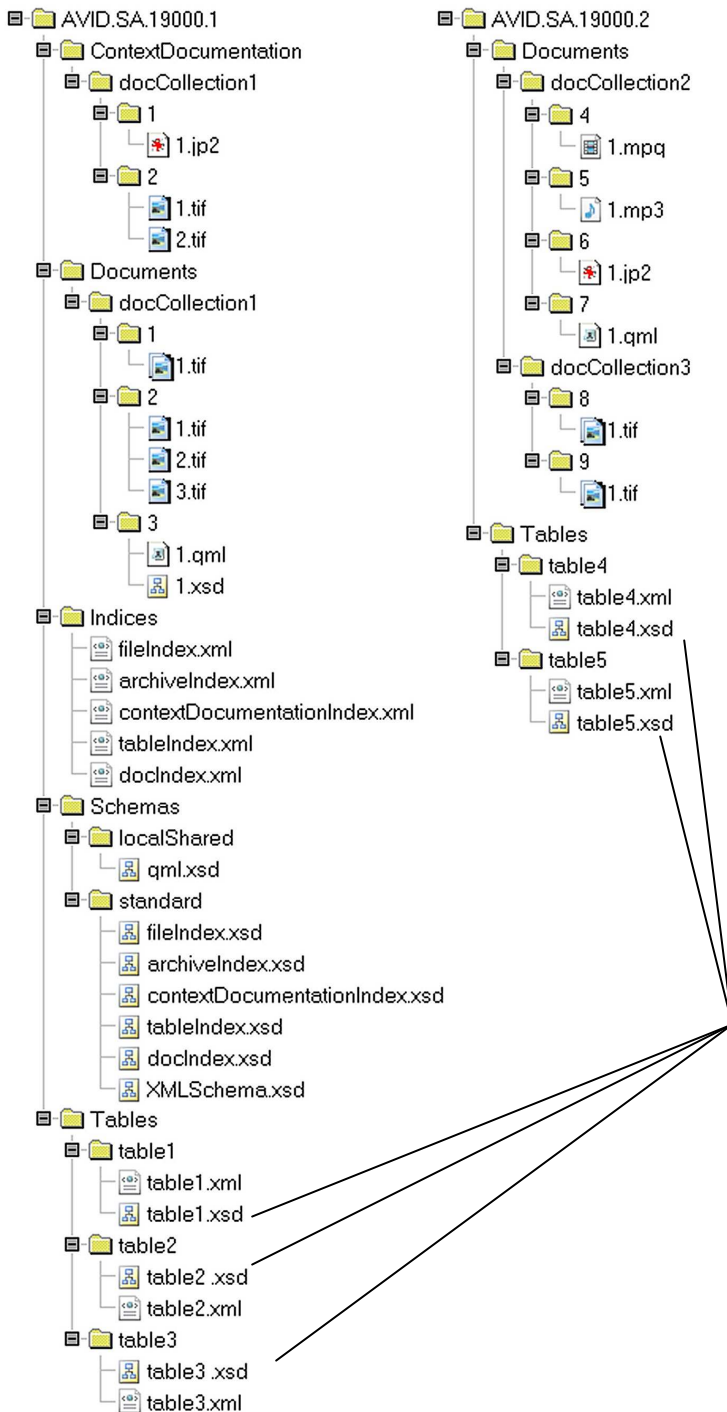 AVID.SA.19000.1
ContextDocumentation
docCollection1
1
1.jp2
2
1.tif
2.tif
Documents
docCollection1
1
1.tif
2
1.tif
2.tif
3.tif
3
1.qml
1.xsd
Indices
fileIndex.xml
archiveIndex.xml
contextDocumentationIndex.xml
tableIndex.xml
docIndex.xml
Schemas
localShared
qml.xsd
standard
fileIndex.xsd
archiveIndex.xsd
contextDocumentationIndex.xsd
tableIndex.xsd
docIndex.xsd
XMLSchema.xsd
Tables
table1
table1.xml
table1.xsd
table2
table2 .xsd
table2.xml
table3
table3 .xsd
table3.xml
AVID.SA.19000.2
Documents
docCollection2
4
1.mpq
5
1.mp3
6
1.jp2
7
1.qml
docCollection3
8
1.tif
9
1.tif
Tables
table4
table4.xml
table4.xsd
table5
table5.xml
table5.xsd